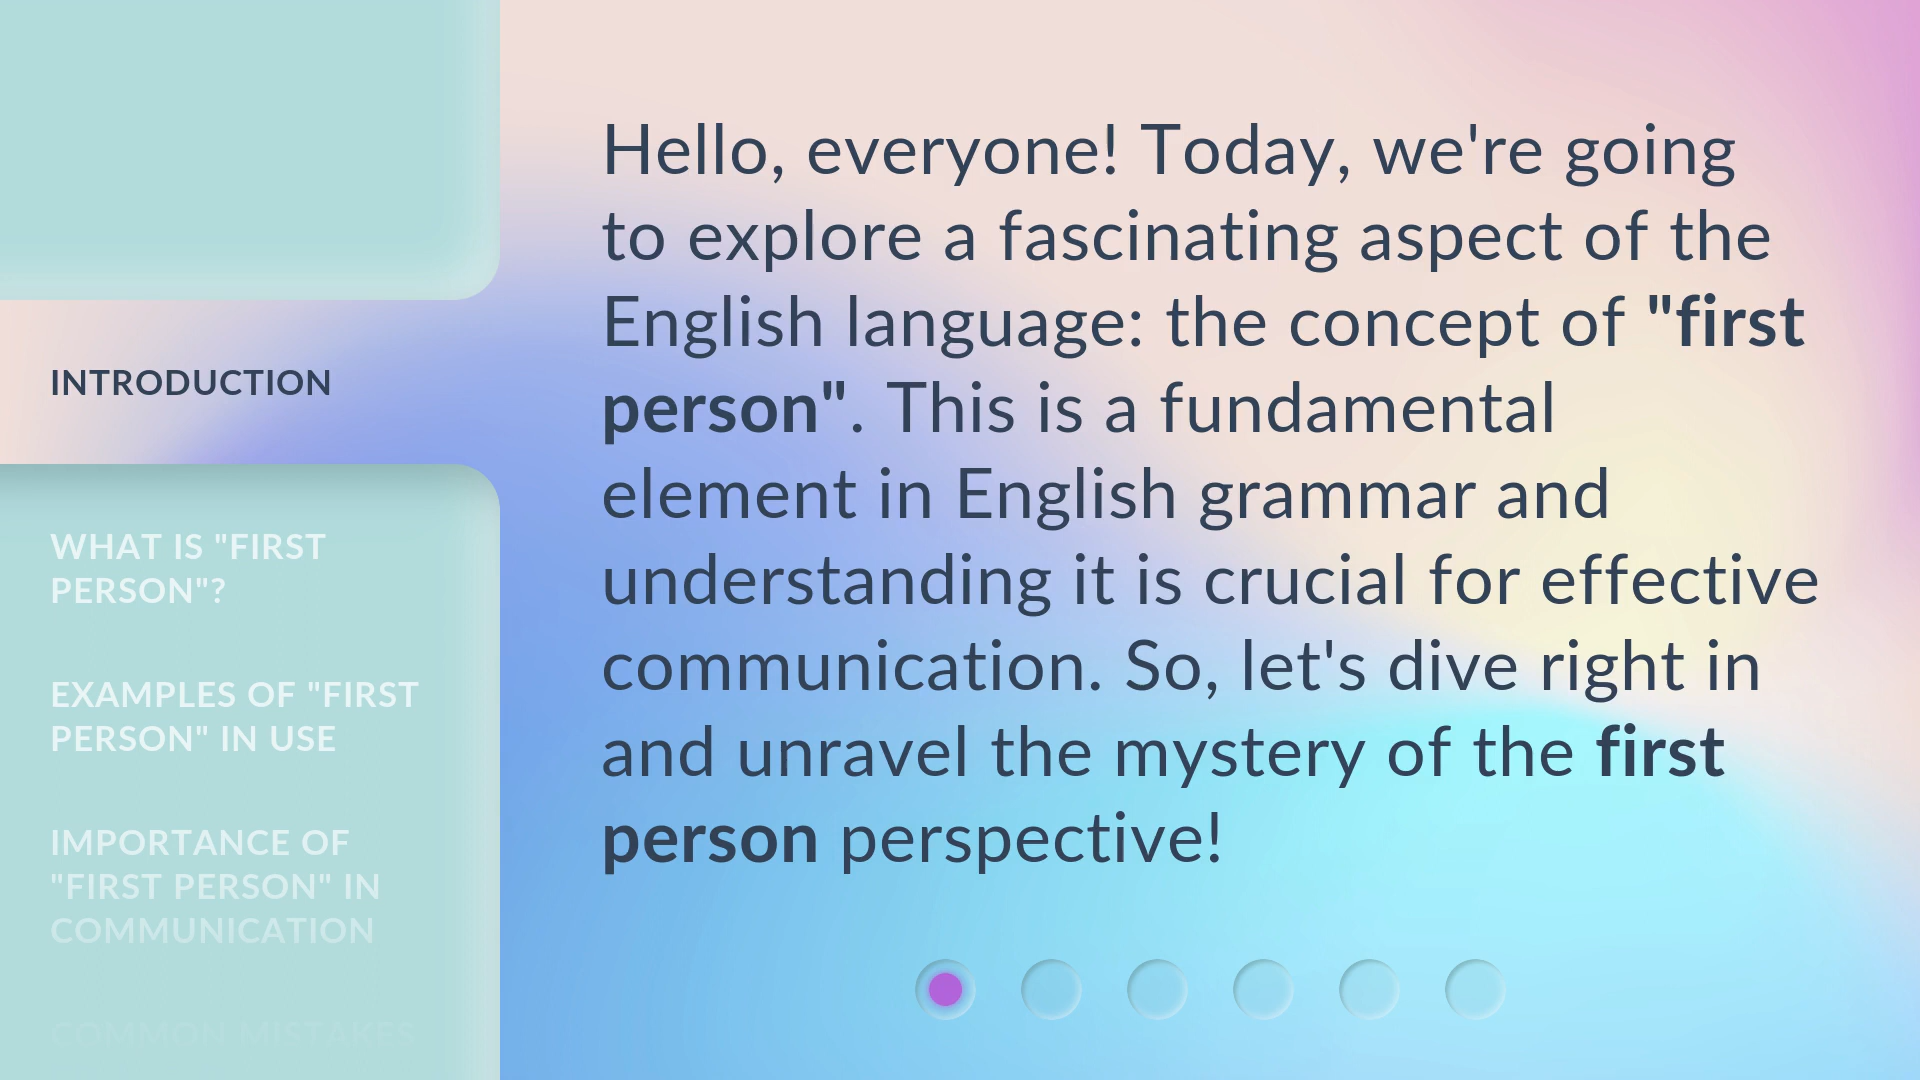 INTRODUCTION
WHAT IS "FIRST
PERSON"?
EXAMPLES OF "FIRST
PERSON" IN USE
IMPORTANCE OF
"FIRST PERSON" IN
COMMUNICATION
COMMON MISTAKES
Hello, everyone! Today, we're going
to explore a fascinating aspect of the
English language: the concept of "first
person". This is a fundamental
element in English grammar and
understanding it is crucial for effective
communication. So, let's dive right in
and unravel the mystery of the first
person perspective!